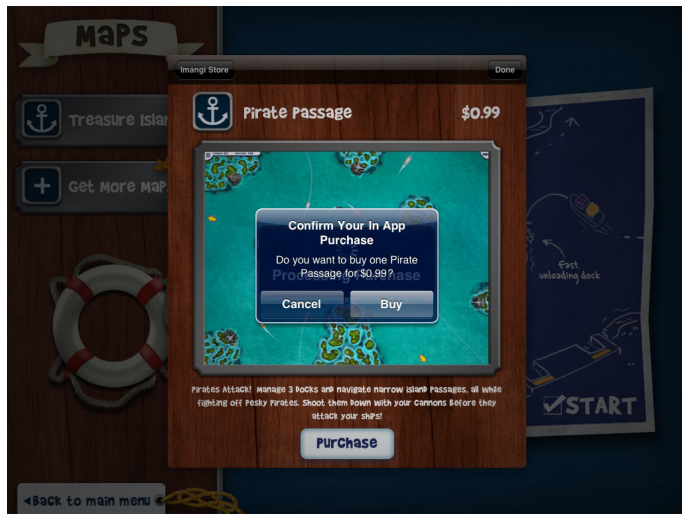 Maps
Imangi Store
Done
Pirate Passage
$0.99
Treasure Islan
Get More Map
Confirm Your In App
Purchase
Do you want to buy one Pirate
Passage for $0.99?
Processing Purchase
Cancel
Buy
Fast
unloading dock
Pirates Attack! Manage 3 docks and navigate narrow island passages, all while
fighting off pesky pirates. Shoot them down with your cannons before they
attack your ships!
START
Purchase
Back to main menu